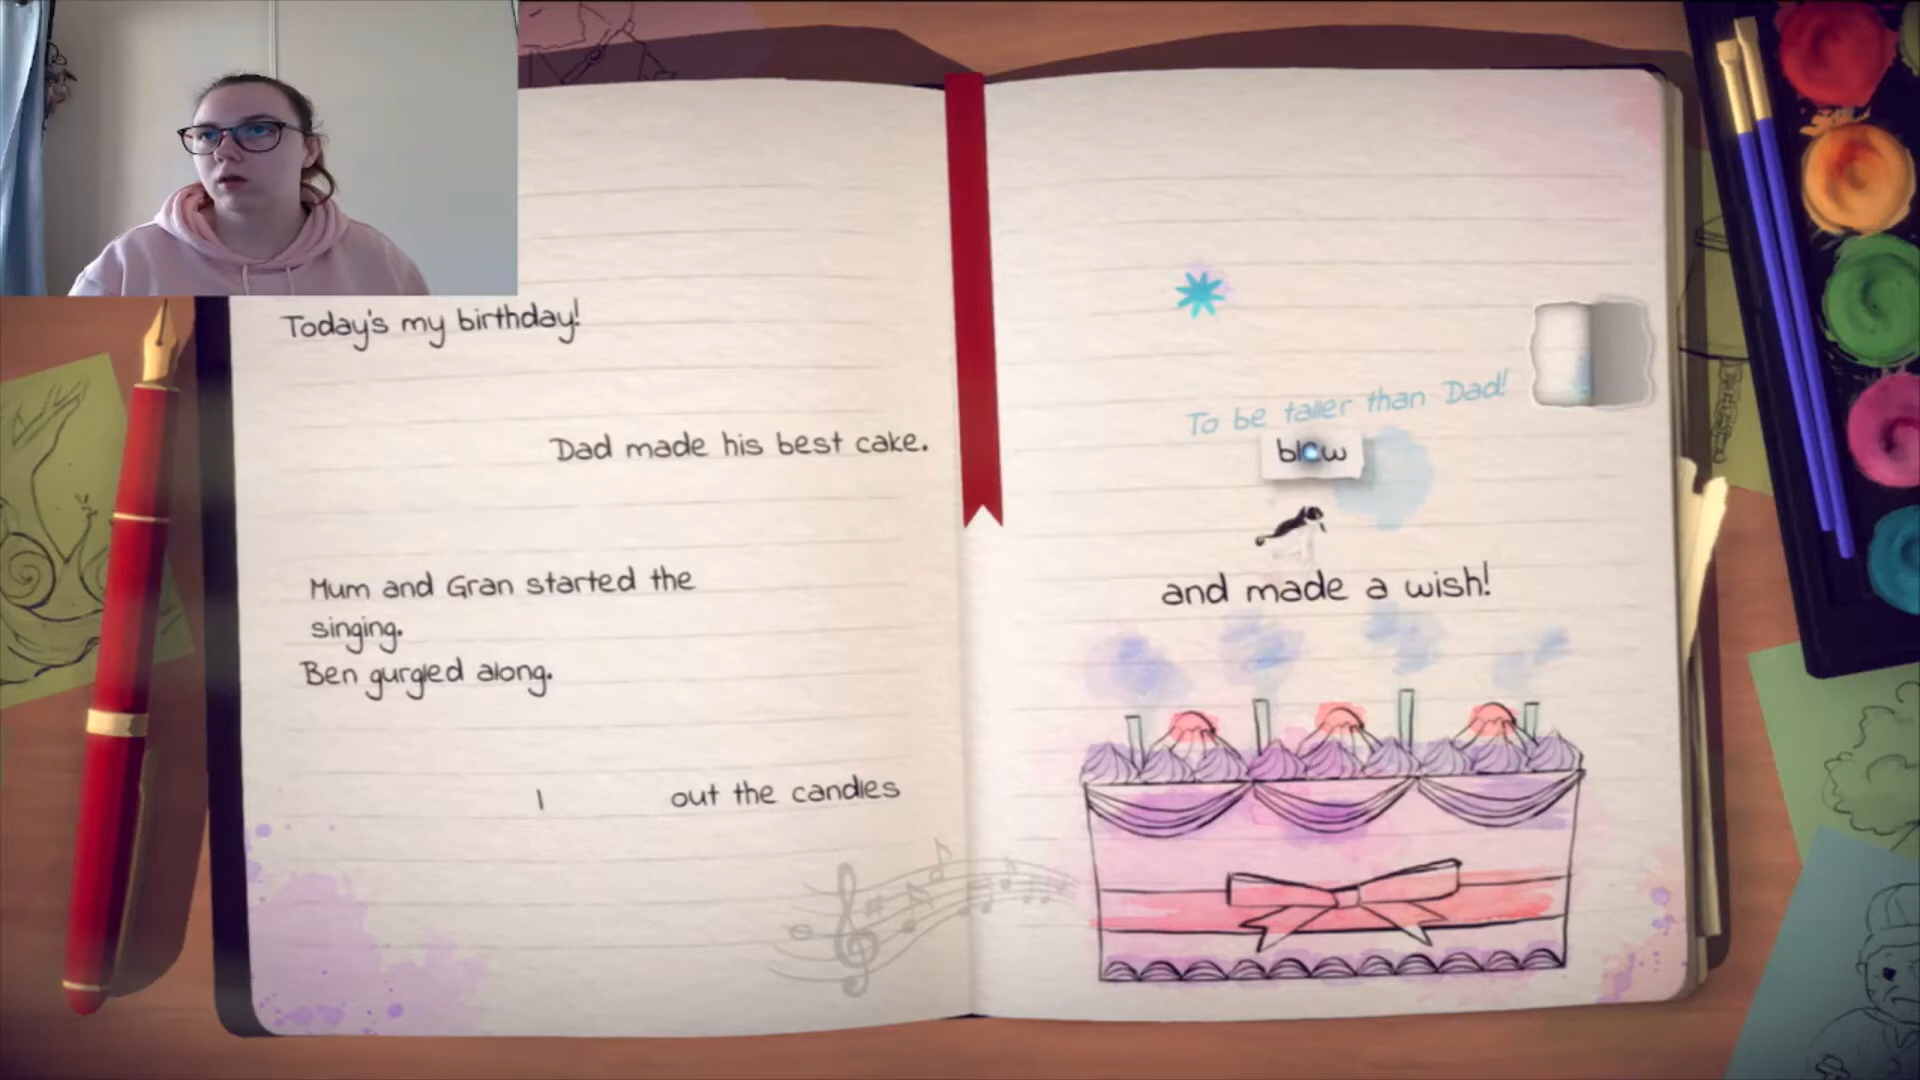 Today's my birthday!
Dad made his best cake.
Mum and Gran started the
singing.
Ben gurgled along.
I out the candles
To be taller than Dad!
blow
and made a wish!